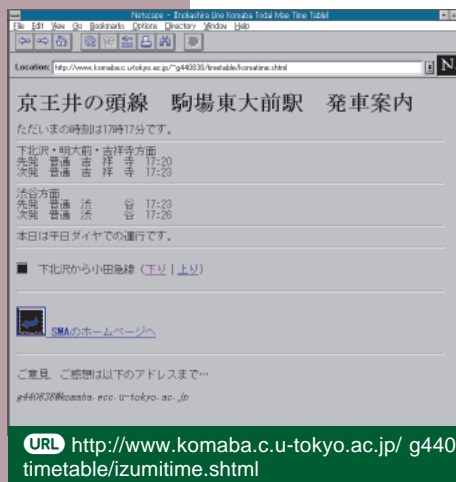 Netscape - Inokashira Line Komaba Todai Mae Time Table
File Edit View Go Bookmarks Options Directory Window Help
Location: http://www.komaba.c.u-tokyo.ac.jp/~g440838/timetable/komatime.shtml
N
京王井の頭線 駒場東大前駅 発車案内
ただいまの時刻は17時17分です。
下北沢・明大前・吉祥寺方面
先発 普通 吉 祥 寺 17:20
次発 普通 吉 祥 寺 17:23
渋谷方面
先発 普通 渋 谷 17:23
次発 普通 渋 谷 17:26
本日は平日ダイヤでの運行です。
■ 下北沢から小田急線 (下り | 上り)
SMAのホームページへ
ご意見、ご感想は以下のアドレスまで…
g440838@komaba.ecc.u-tokyo.ac.jp
URL http://www.komaba.c.u-tokyo.ac.jp/ g440
timetable/izumitime.shtml